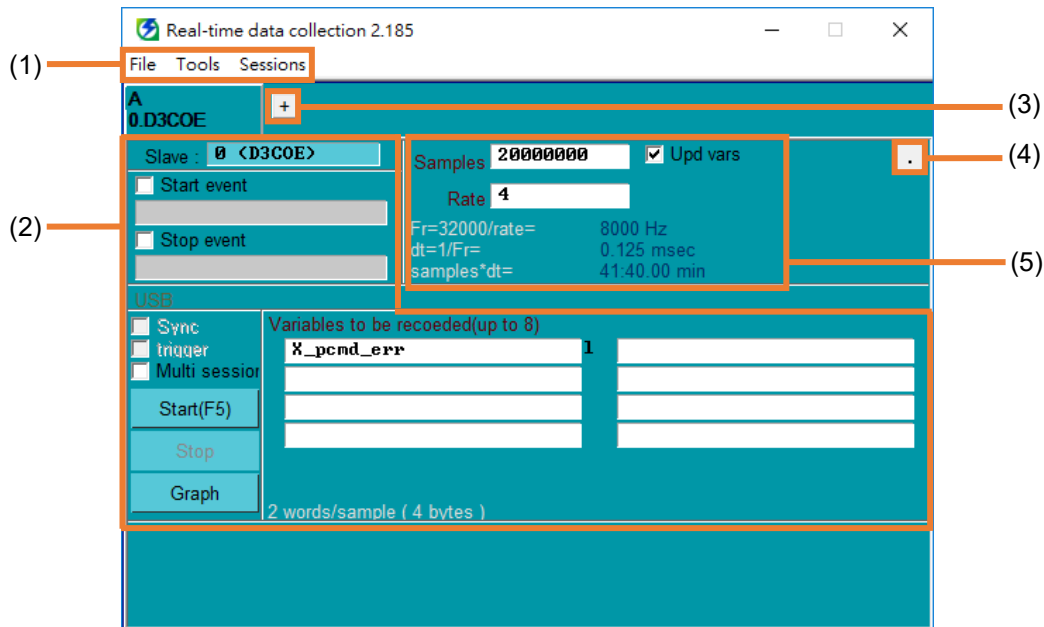 Real-time data collection 2.185
(1)
File Tools Sessions
A
0.D3COE
+
(3)
Slave : 0 <D3COE>
Samples 20000000
Upd vars
.
(4)
Start event
Rate 4
(2)
Stop event
Fr=32000/rate= 8000 Hz
dt=1/Fr= 0.125 msec
samples*dt= 41:40.00 min
(5)
USB
Sync
trigger
Multi session
Variables to be recoeded(up to 8)
X_pcmd_err 1
Start(F5)
Stop
Graph
2 words/sample ( 4 bytes )